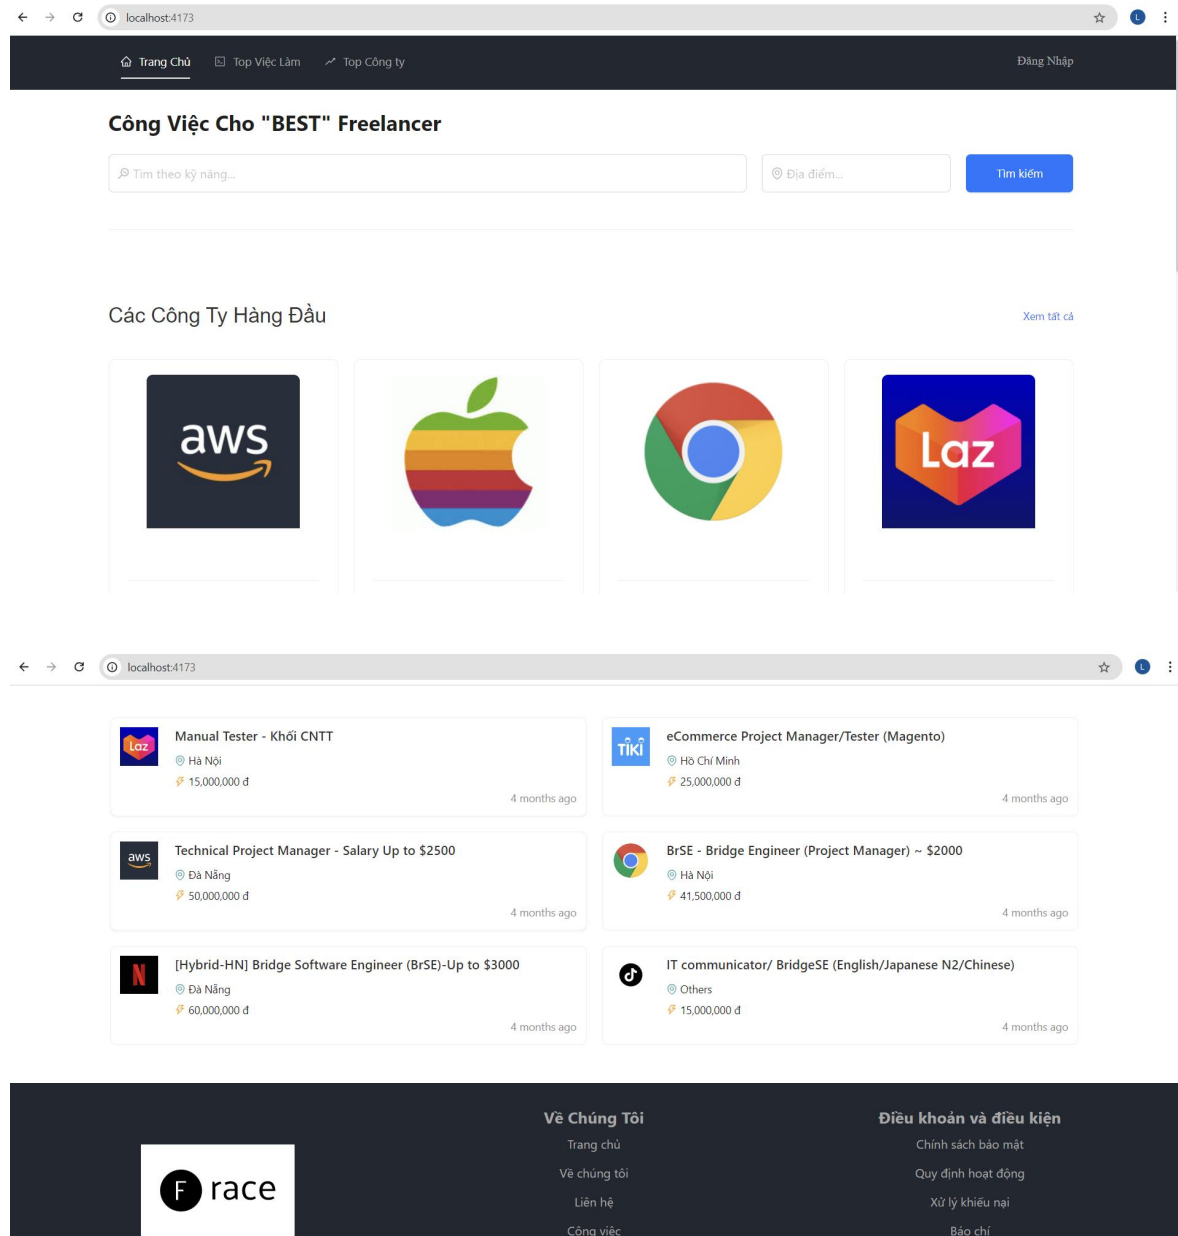 localhost:4173
L
Trang Chủ Top Việc Làm Top Công ty Đăng Nhập
Công Việc Cho "BEST" Freelancer
Tìm theo kỹ năng... Địa điểm... Tìm kiếm
Các Công Ty Hàng Đầu Xem tất cả
aws
Laz
localhost:4173
L
Laz
Manual Tester - Khối CNTT
Hà Nội
15,000,000 đ
4 months ago
TIKI
eCommerce Project Manager/Tester (Magento)
Hồ Chí Minh
25,000,000 đ
4 months ago
aws
Technical Project Manager - Salary Up to $2500
Đà Nẵng
50,000,000 đ
4 months ago
BrSE - Bridge Engineer (Project Manager) ~ $2000
Hà Nội
41,500,000 đ
4 months ago
N
[Hybrid-HN] Bridge Software Engineer (BrSE)-Up to $3000
Đà Nẵng
60,000,000 đ
4 months ago
IT communicator/ BridgeSE (English/Japanese N2/Chinese)
Others
15,000,000 đ
4 months ago
F race
Về Chúng Tôi
Trang chủ
Về chúng tôi
Liên hệ
Công việc
Điều khoản và điều kiện
Chính sách bảo mật
Quy định hoạt động
Xử lý khiếu nại
Báo chí